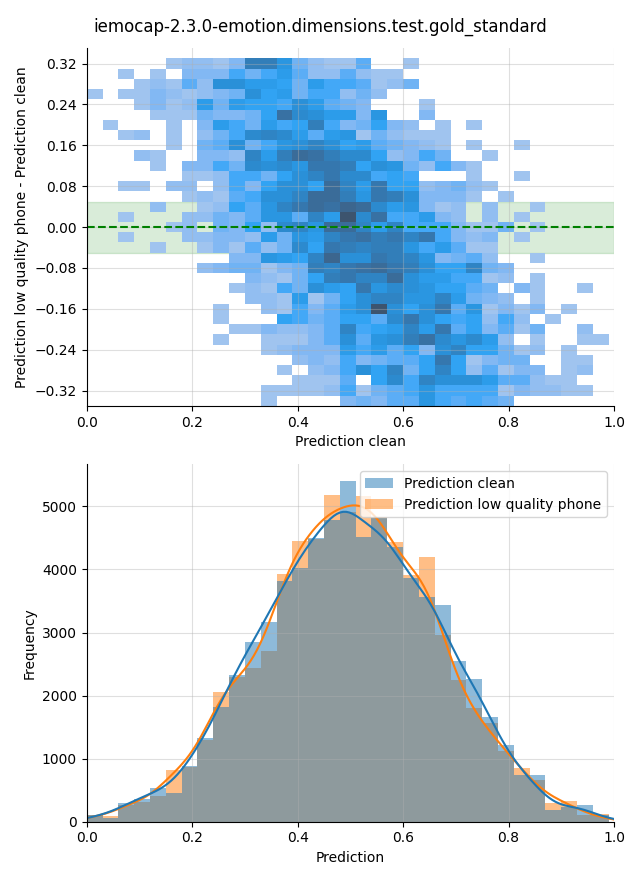 iemocap-2.3.0-emotion.dimensions.test.gold_standard
Prediction low quality phone - Prediction clean
0.32
0.24
0.16
0.08
0.00
−0.08
−0.16
−0.24
−0.32
0.0 0.2 0.4 0.6 0.8 1.0
Prediction clean
Prediction clean
Prediction low quality phone
Frequency
5000
4000
3000
2000
1000
0
0.0 0.2 0.4 0.6 0.8 1.0
Prediction